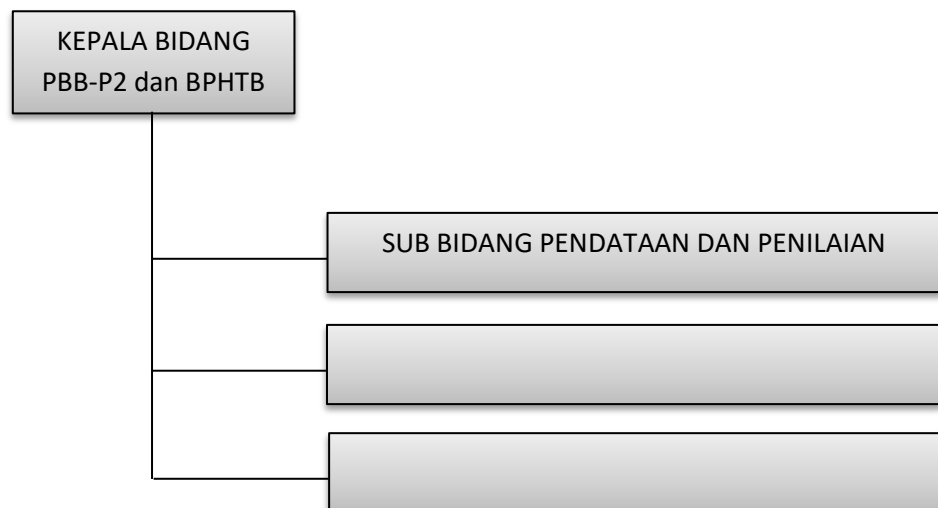 KEPALA BIDANG
PBB-P2 dan BPHTB
SUB BIDANG PENDATAAN DAN PENILAIAN